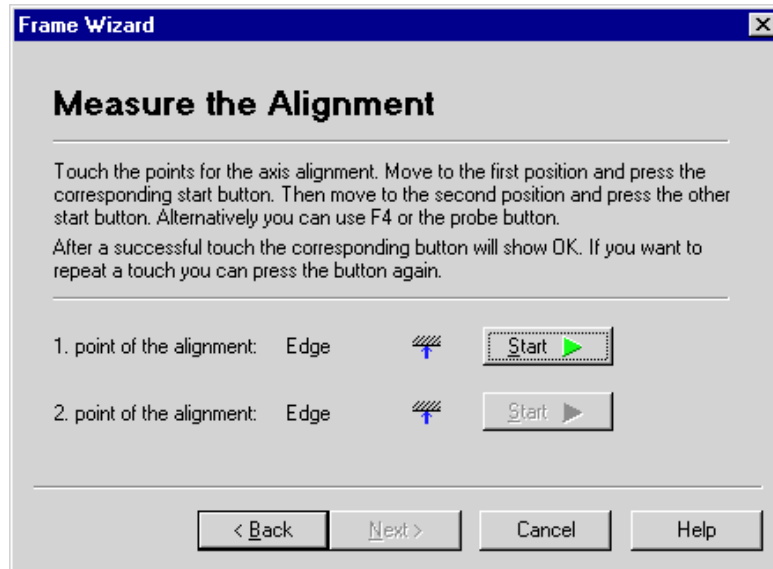 Frame Wizard
Measure the Alignment
Touch the points for the axis alignment. Move to the first position and press the
corresponding start button. Then move to the second position and press the other
start button. Alternatively you can use F4 or the probe button.
After a successful touch the corresponding button will show OK. If you want to
repeat a touch you can press the button again.
1. point of the alignment: Edge Start
2. point of the alignment: Edge Start
< Back Next > Cancel Help